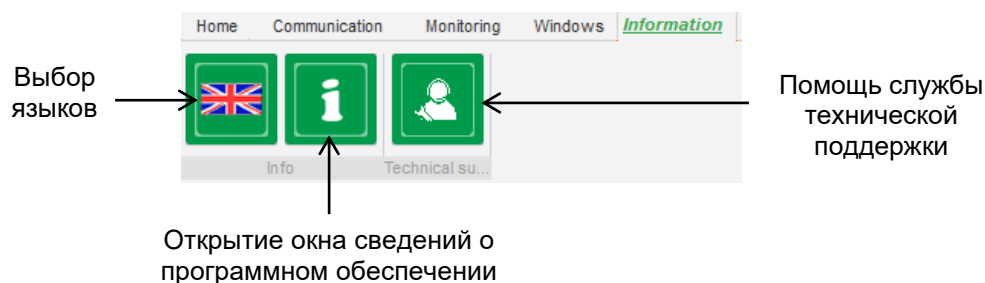 Home Communication Monitoring Windows Information
Выбор
языков
Помощь службы
технической
поддержки
Info Technical su...
Открытие окна сведений о
программном обеспечении